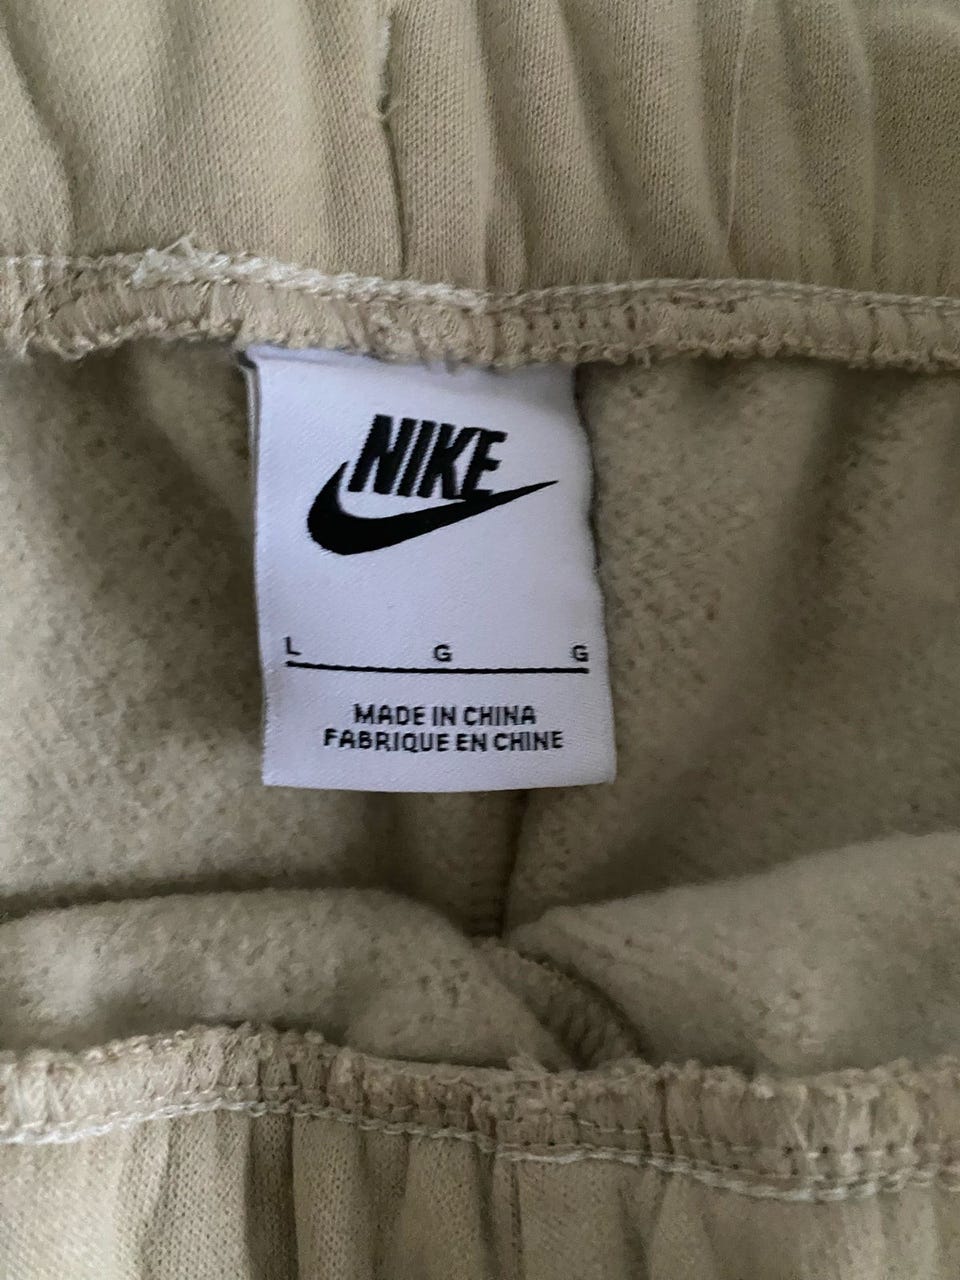 NIKE
L G G
MADE IN CHINA
FABRIQUE EN CHINE